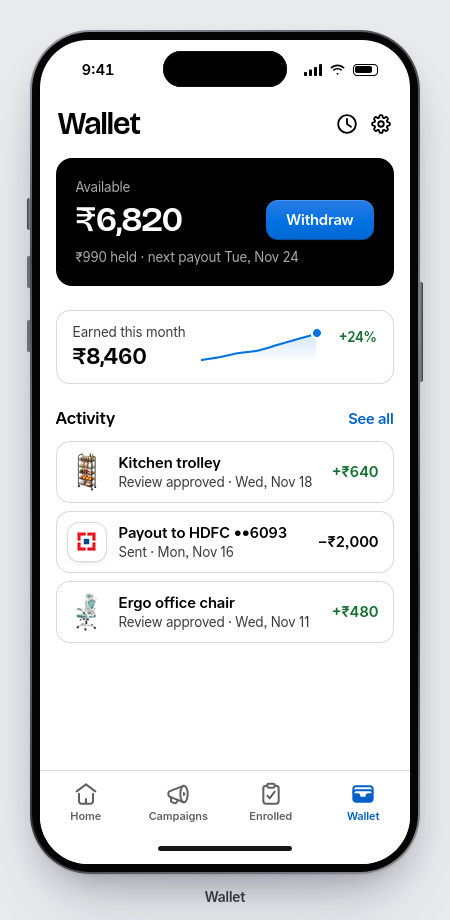 9:41
Wallet
Available
₹6,820
Withdraw
₹990 held · next payout Tue, Nov 24
Earned this month
₹8,460
+24%
Activity
See all
Kitchen trolley
Review approved · Wed, Nov 18
+₹640
Payout to HDFC ••6093
Sent · Mon, Nov 16
−₹2,000
Ergo office chair
Review approved · Wed, Nov 11
+₹480
Home
Campaigns
Enrolled
Wallet
Wallet